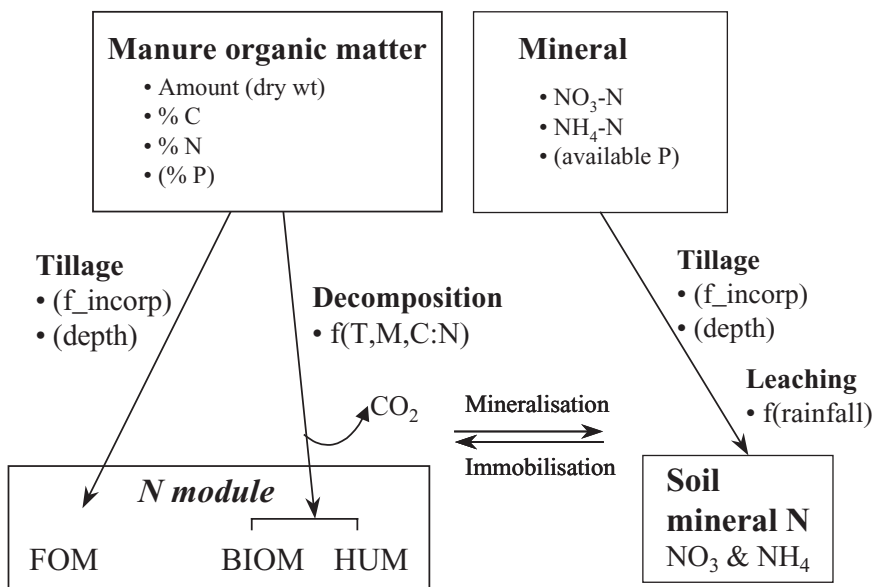 Manure organic matter
• Amount (dry wt)
• % C
• % N
• (% P)
Mineral
• NO₃-N
• NH₄-N
• (available P)
Tillage
• (f_incorp)
• (depth)
Decomposition
• f(T,M,C:N)
Tillage
• (f_incorp)
• (depth)
Leaching
• f(rainfall)
CO₂
Mineralisation
Immobilisation
N module
FOM BIOM HUM
Soil
mineral N
NO₃ & NH₄